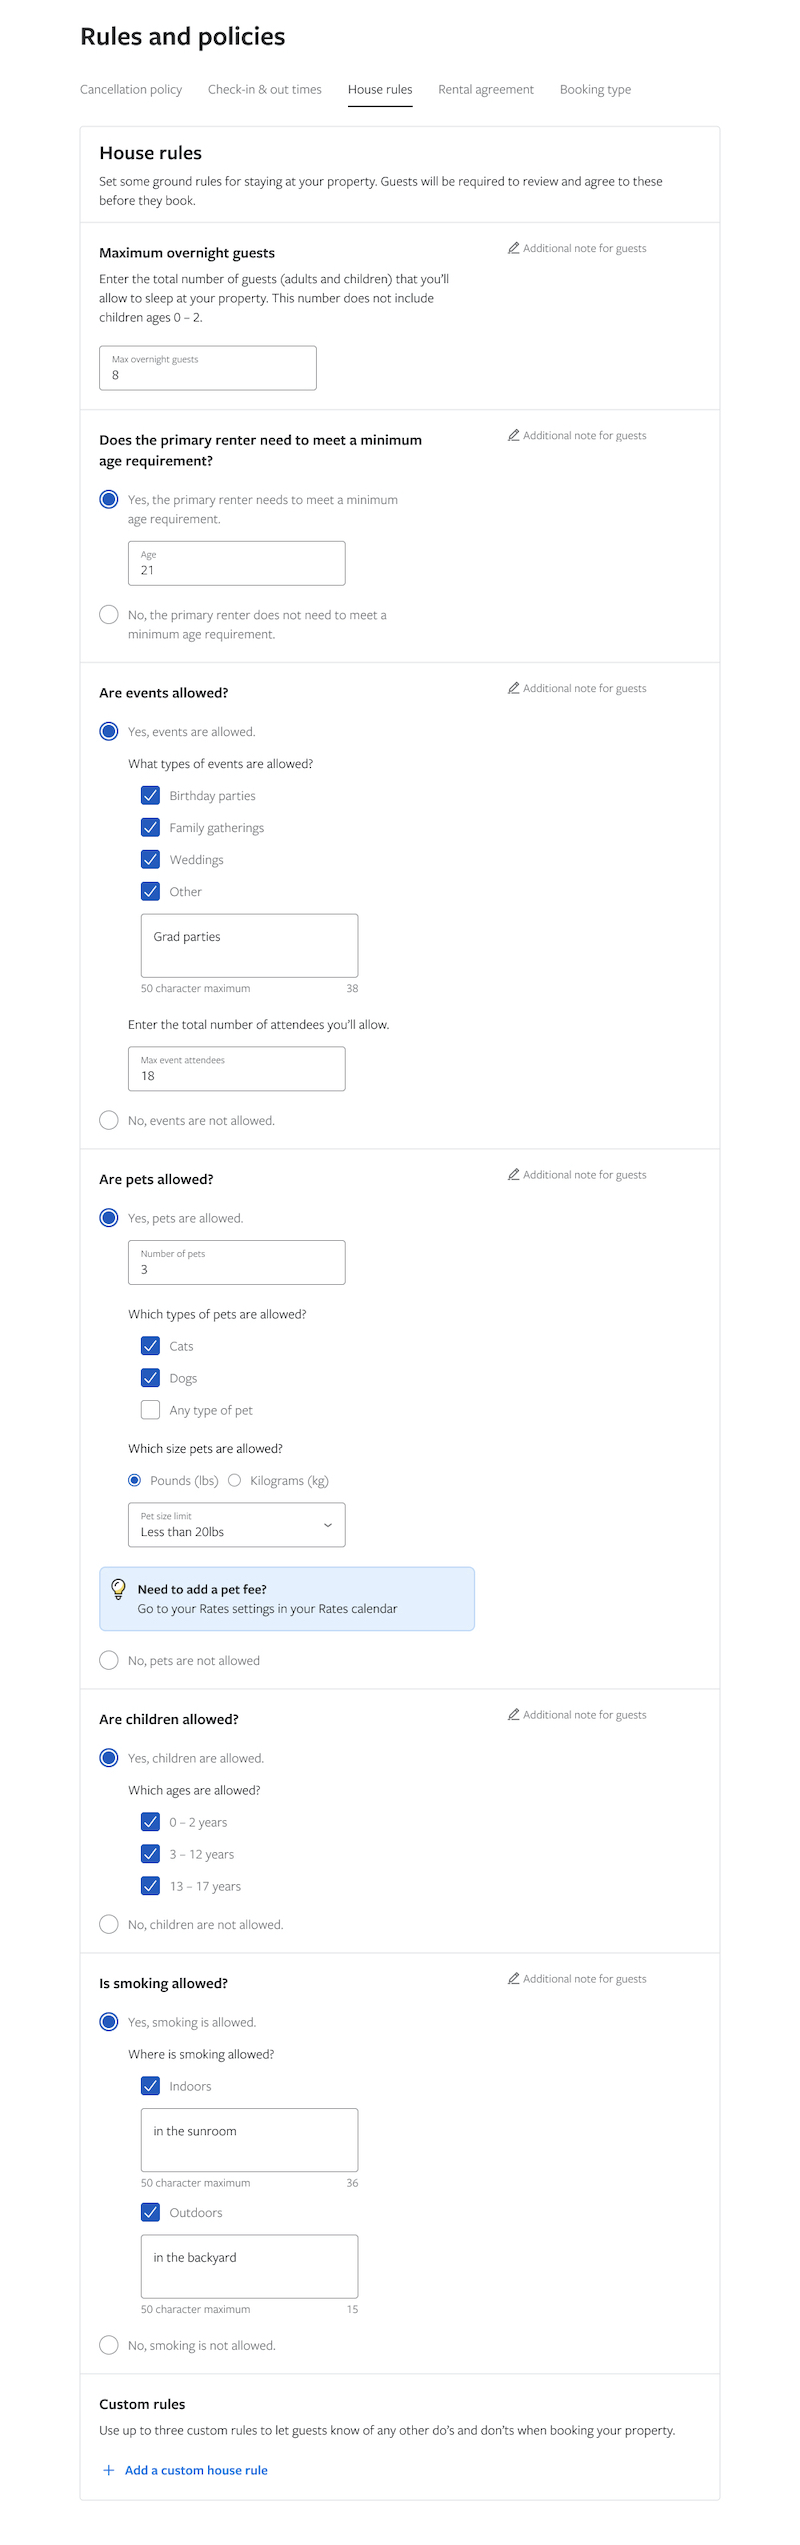 Rules and policies
Cancellation policy
Check-in & out times
House rules
Rental agreement
Booking type
House rules
Set some ground rules for staying at your property. Guests will be required to review and agree to these
before they book.
Maximum overnight guests
Additional note for guests
Enter the total number of guests (adults and children) that you'll
allow to sleep at your property. This number does not include
children ages 0 – 2.
Max overnight guests
8
Does the primary renter need to meet a minimum
age requirement?
Additional note for guests
Yes, the primary renter needs to meet a minimum
age requirement.
Age
21
No, the primary renter does not need to meet a
minimum age requirement.
Are events allowed?
Additional note for guests
Yes, events are allowed.
What types of events are allowed?
Birthday parties
Family gatherings
Weddings
Other
Grad parties
50 character maximum
38
Enter the total number of attendees you'll allow.
Max event attendees
18
No, events are not allowed.
Are pets allowed?
Additional note for guests
Yes, pets are allowed.
Number of pets
3
Which types of pets are allowed?
Cats
Dogs
Any type of pet
Which size pets are allowed?
Pounds (lbs)
Kilograms (kg)
Pet size limit
Less than 20lbs
Need to add a pet fee?
Go to your Rates settings in your Rates calendar
No, pets are not allowed
Are children allowed?
Additional note for guests
Yes, children are allowed.
Which ages are allowed?
0 – 2 years
3 – 12 years
13 – 17 years
No, children are not allowed.
Is smoking allowed?
Additional note for guests
Yes, smoking is allowed.
Where is smoking allowed?
Indoors
in the sunroom
50 character maximum
36
Outdoors
in the backyard
50 character maximum
15
No, smoking is not allowed.
Custom rules
Use up to three custom rules to let guests know of any other do's and don'ts when booking your property.
+ Add a custom house rule